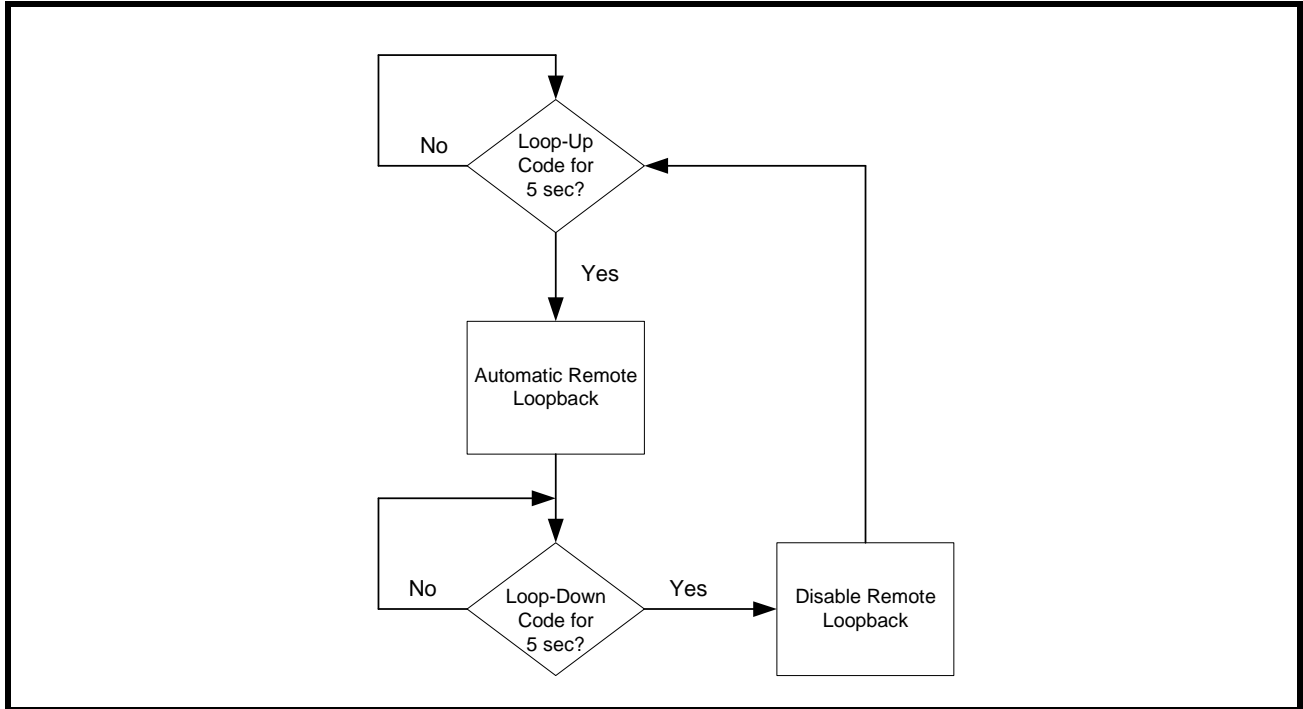 No
Loop-Up
Code for
5 sec?
Yes
Automatic Remote
Loopback
No
Loop-Down
Code for
5 sec?
Yes
Disable Remote
Loopback